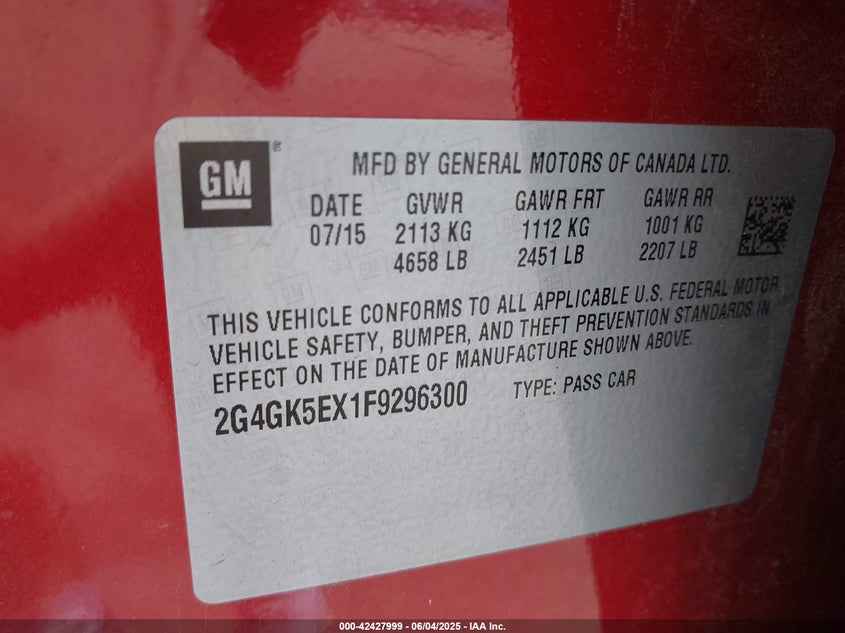 GM®
MFD BY GENERAL MOTORS OF CANADA LTD.
DATE GVWR GAWR FRT GAWR RR
07/15 2113 KG 1112 KG 1001 KG
4658 LB 2451 LB 2207 LB
THIS VEHICLE CONFORMS TO ALL APPLICABLE U.S. FEDERAL MOTOR
VEHICLE SAFETY, BUMPER, AND THEFT PREVENTION STANDARDS IN
EFFECT ON THE DATE OF MANUFACTURE SHOWN ABOVE.
2G4GK5EX1F9296300 TYPE: PASS CAR
000-42427999 - 06/04/2025 - IAA Inc.